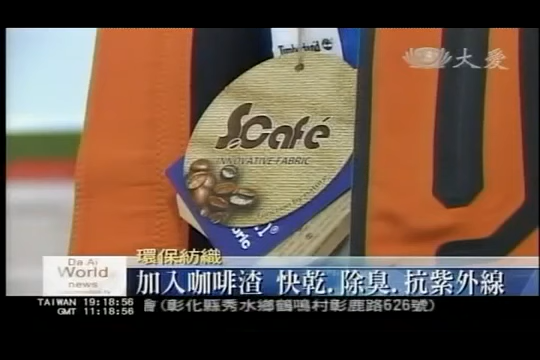 Timberland
大愛
S.Café
INNOVATIVE FABRIC
環保紡織
Da Ai
World
news
加入咖啡渣 快乾.除臭.抗紫外線
TAIWAN 19:18:56
GMT 11:18:56
會(彰化縣秀水鄉鶴鳴村彰鹿路626號)